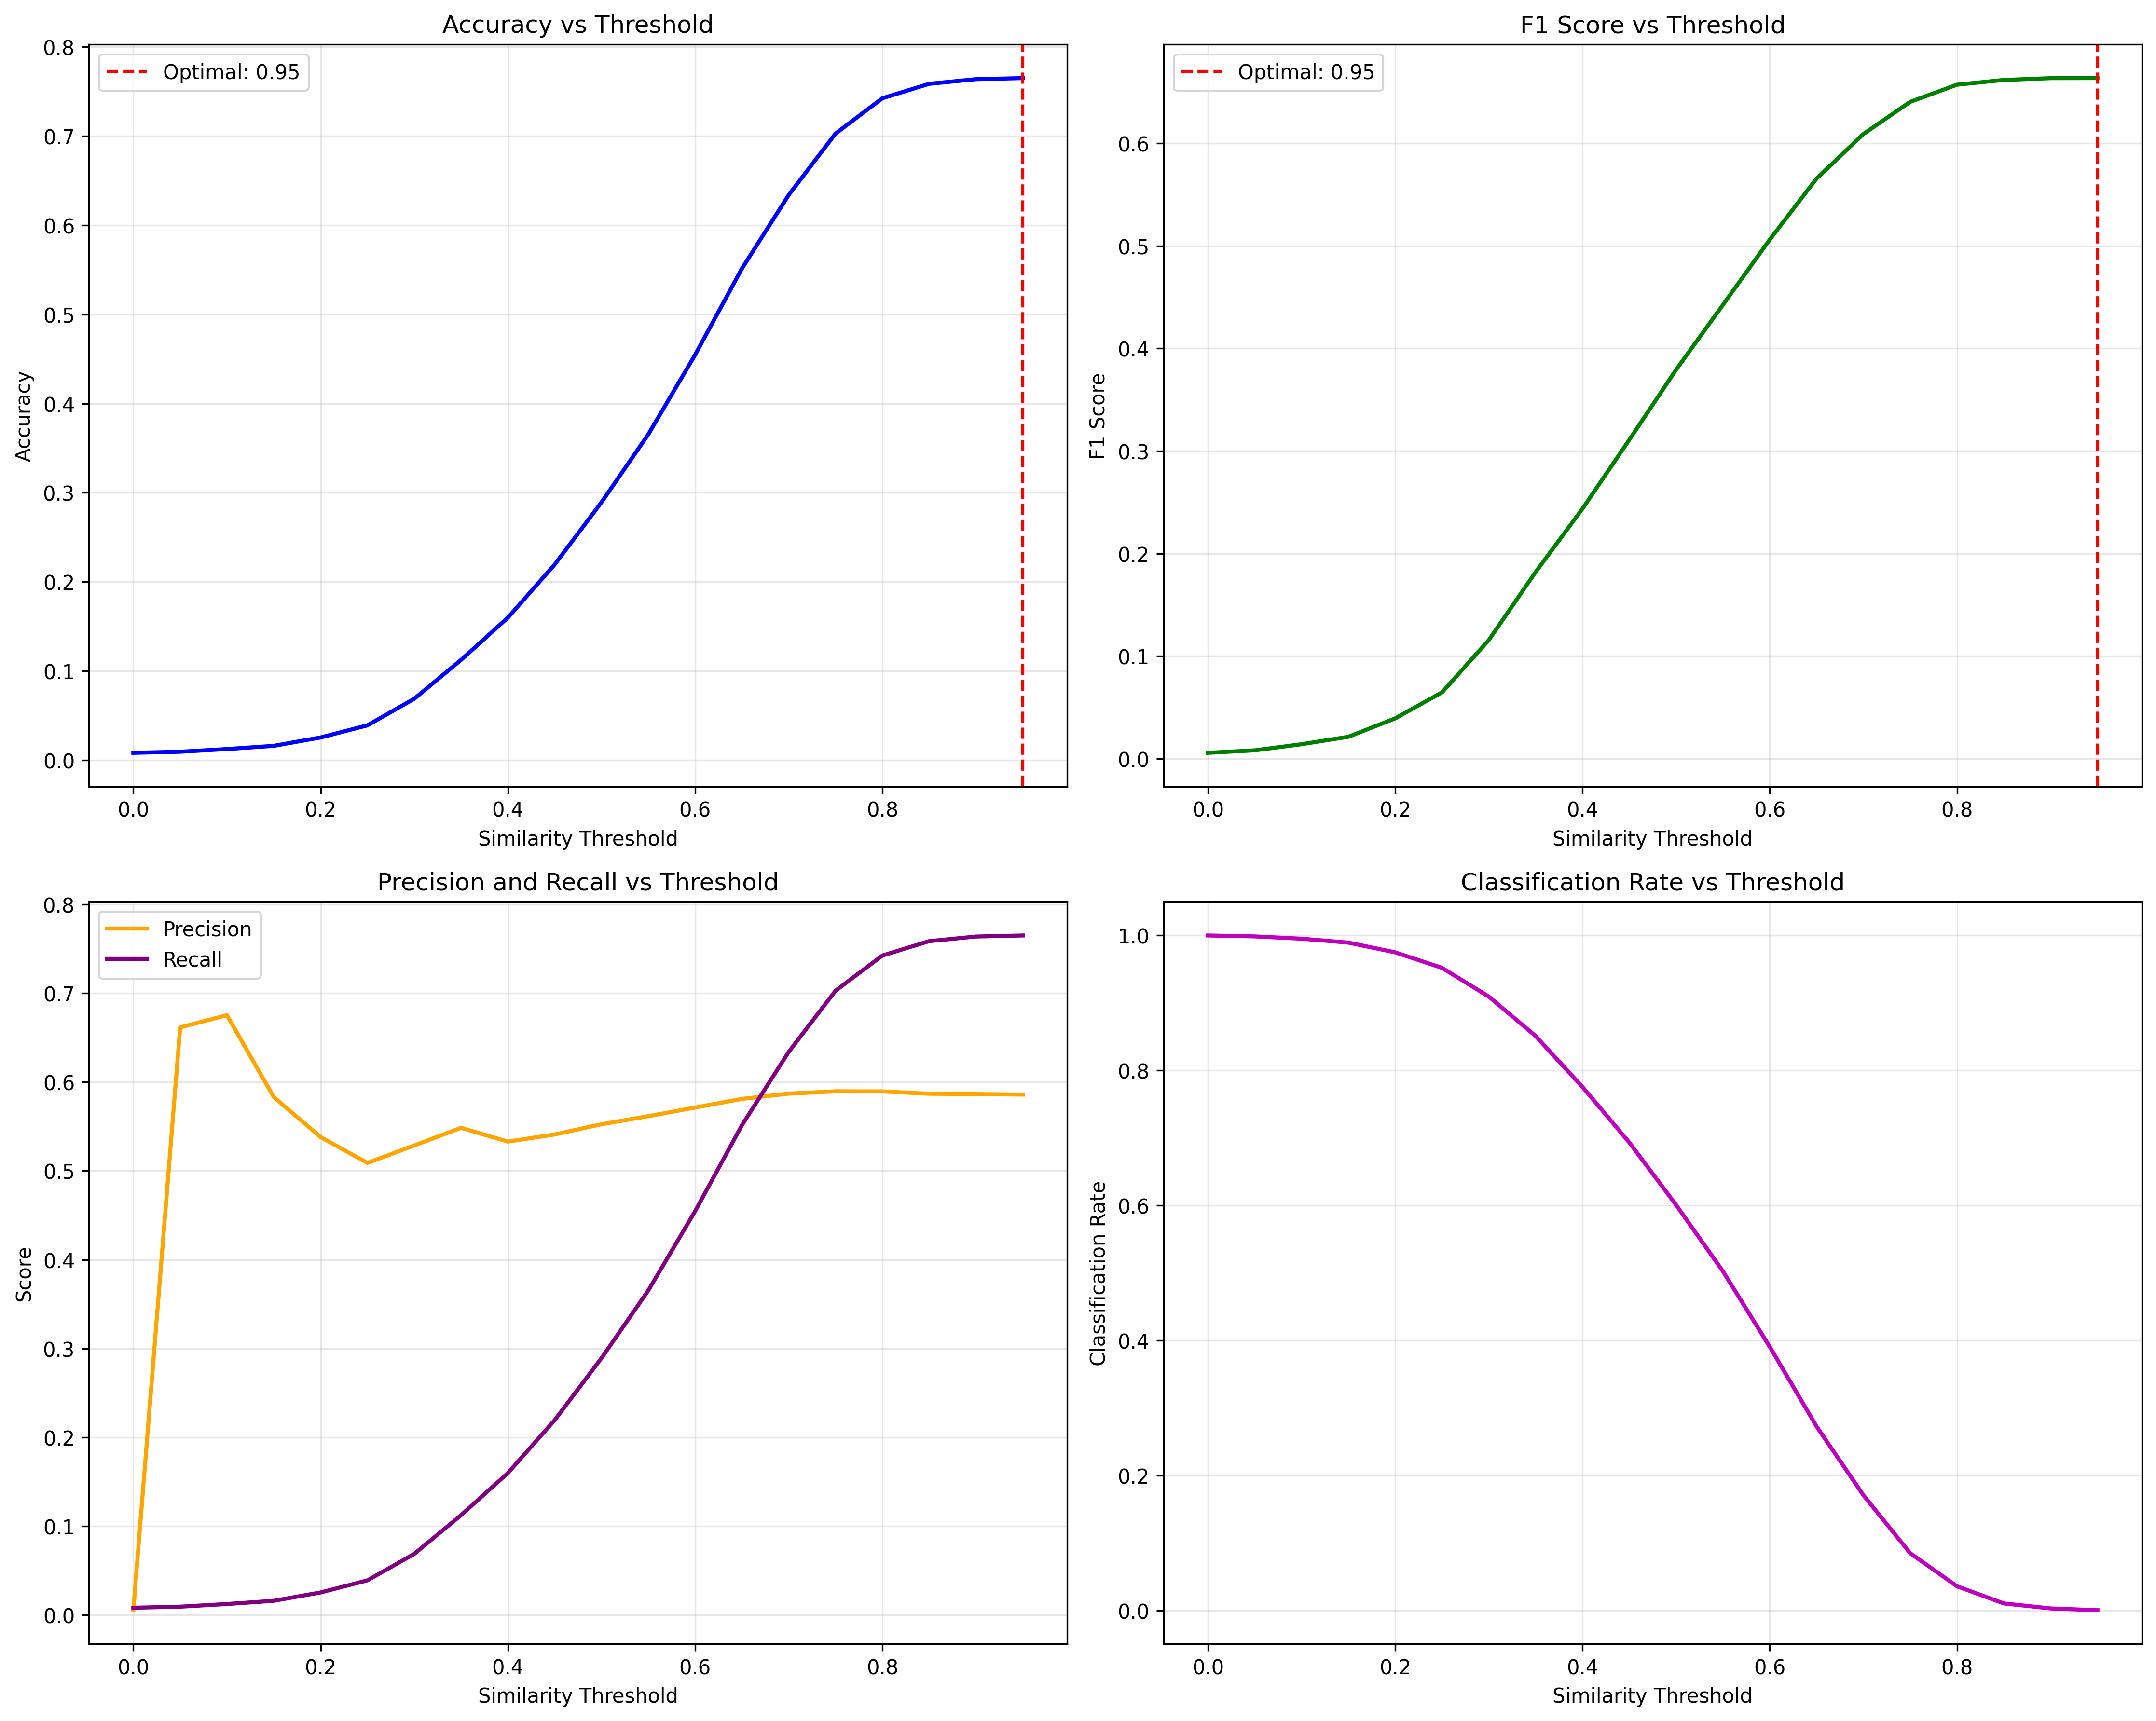 Accuracy vs Threshold
Optimal: 0.95
Accuracy
0.8
0.7
0.6
0.5
0.4
0.3
0.2
0.1
0.0
0.0 0.2 0.4 0.6 0.8
Similarity Threshold
F1 Score vs Threshold
Optimal: 0.95
F1 Score
0.6
0.5
0.4
0.3
0.2
0.1
0.0
0.0 0.2 0.4 0.6 0.8
Similarity Threshold
Precision and Recall vs Threshold
Precision
Recall
Score
0.8
0.7
0.6
0.5
0.4
0.3
0.2
0.1
0.0
0.0 0.2 0.4 0.6 0.8
Similarity Threshold
Classification Rate vs Threshold
Classification Rate
1.0
0.8
0.6
0.4
0.2
0.0
0.0 0.2 0.4 0.6 0.8
Similarity Threshold